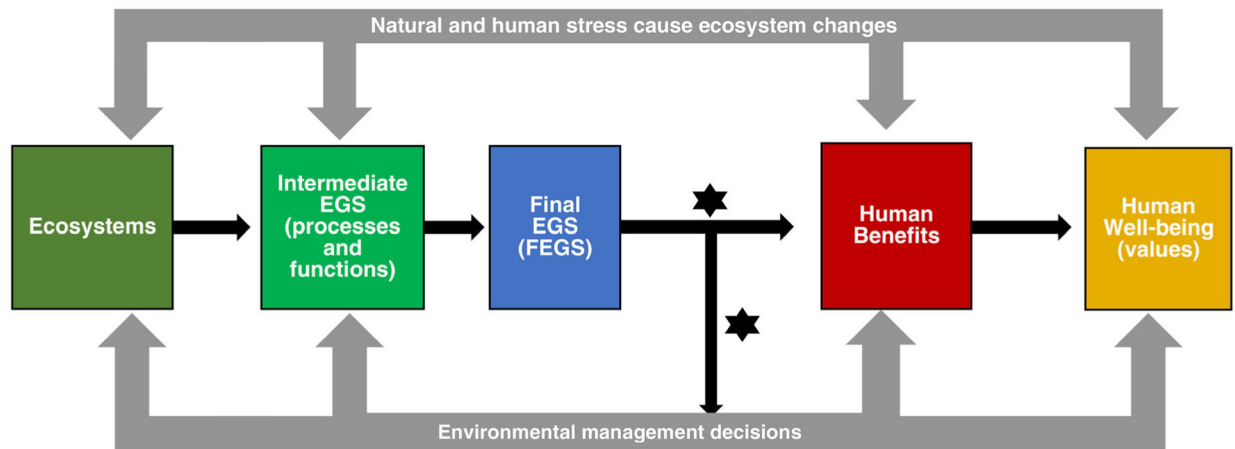 Natural and human stress cause ecosystem changes
Ecosystems
Intermediate
EGS
(processes
and
functions)
Final
EGS
(FEGS)
Human
Benefits
Human
Well-being
(values)
Environmental management decisions